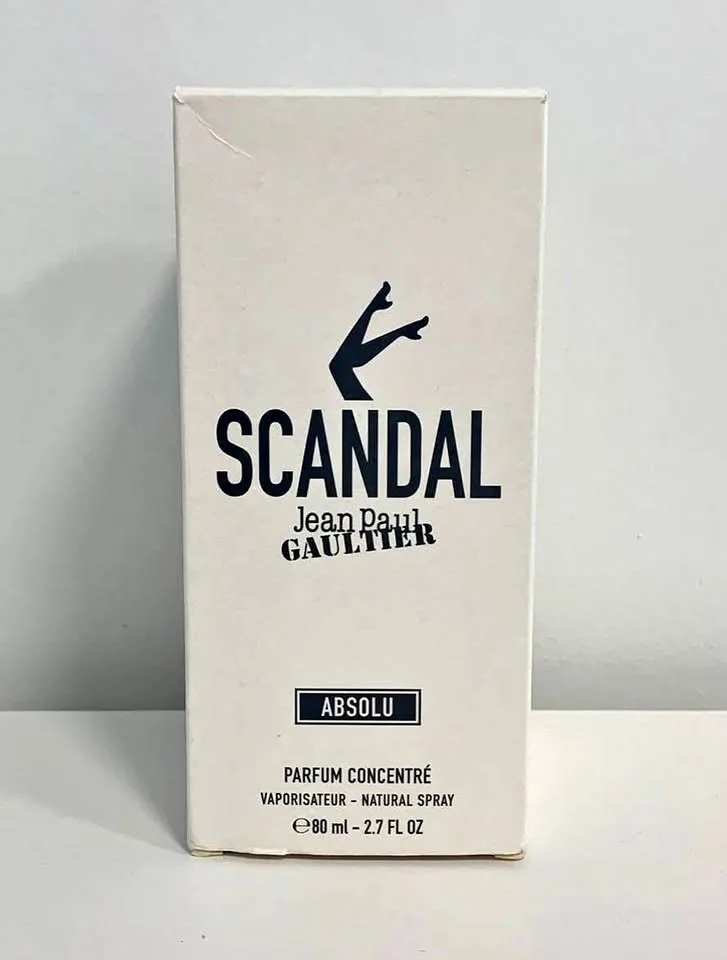 SCANDAL
Jean Paul
GAULTIER
ABSOLU
PARFUM CONCENTRÉ
VAPORISATEUR - NATURAL SPRAY
℮80 ml - 2.7 FL OZ